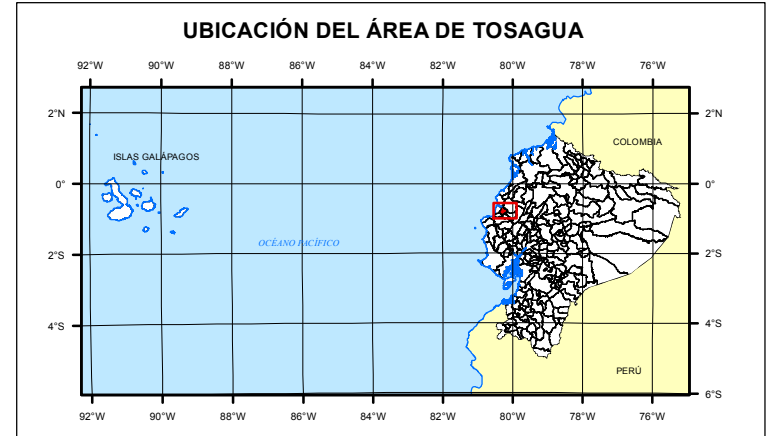 UBICACIÓN DEL ÁREA DE TOSAGUA
92°W 90°W 88°W 86°W 84°W 82°W 80°W 78°W 76°W
2°N 2°N
COLOMBIA
ISLAS GALÁPAGOS
0° 0°
OCÉANO PACÍFICO
2°S 2°S
4°S 4°S
PERÚ
6°S
92°W 90°W 88°W 86°W 84°W 82°W 80°W 78°W 76°W